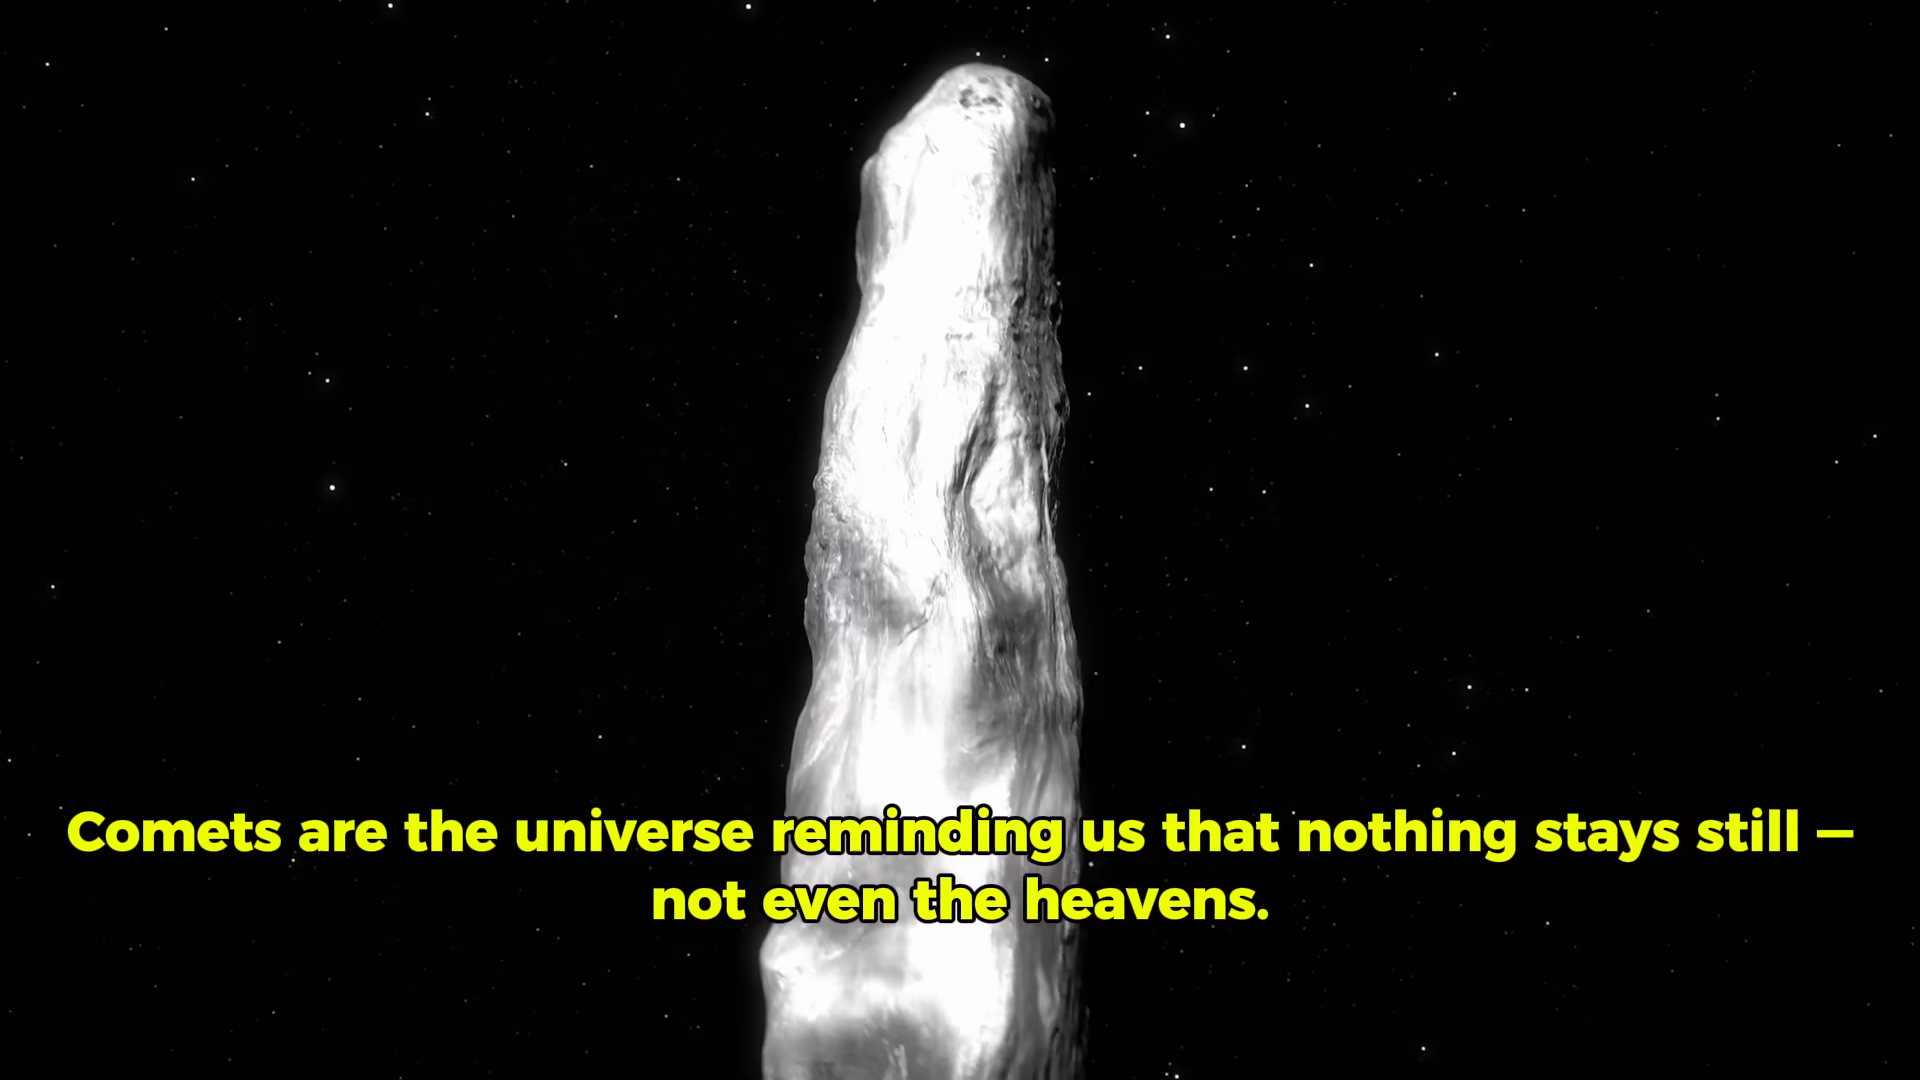 Comets are the universe reminding us that nothing stays still —
not even the heavens.